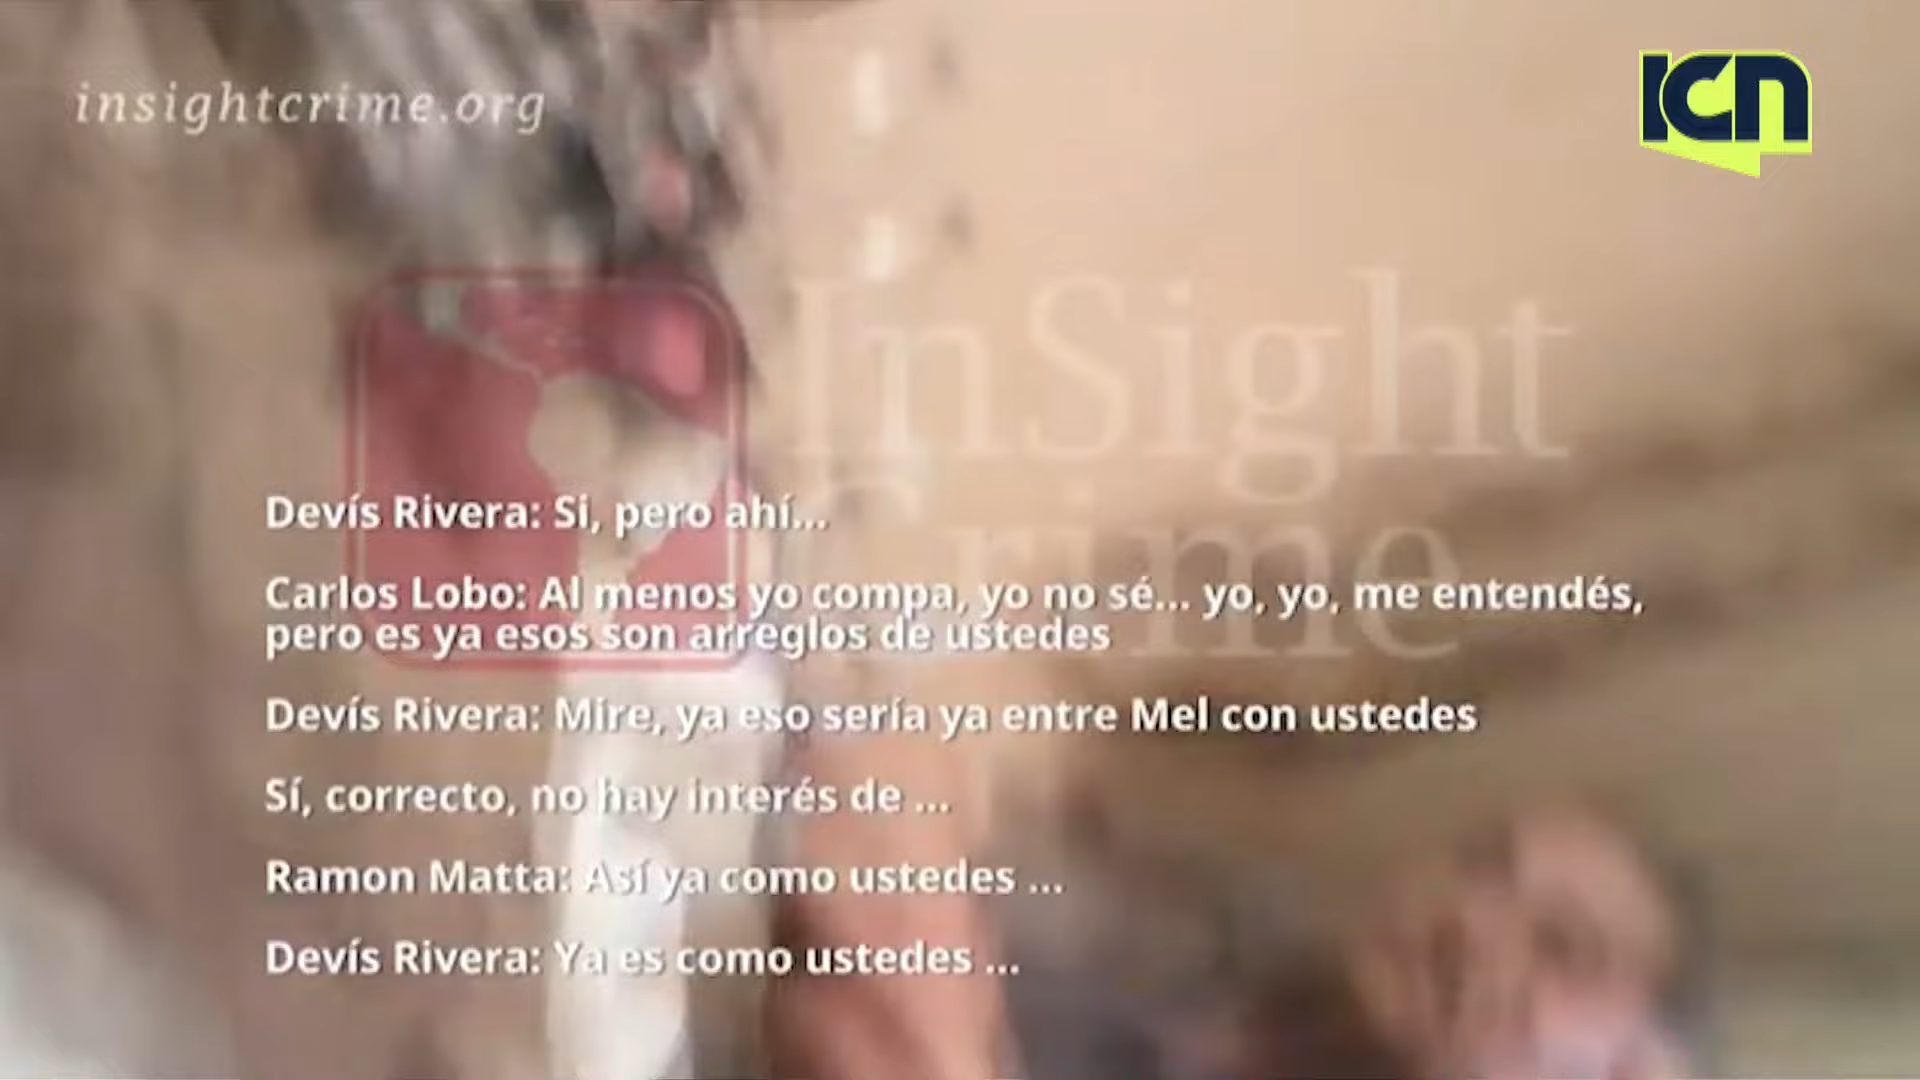 insightcrime.org
ICN
InSight
Crime
Devís Rivera: Si, pero ahí...
Carlos Lobo: Al menos yo compa, yo no sé... yo, yo, me entendés,
pero es ya esos son arreglos de ustedes
Devís Rivera: Mire, ya eso sería ya entre Mel con ustedes
Sí, correcto, no hay interés de ...
Ramon Matta: Así ya como ustedes ...
Devís Rivera: Ya es como ustedes ...